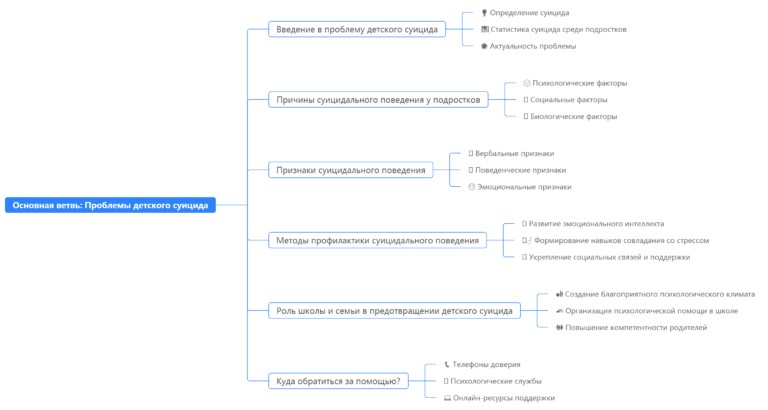 Введение в проблему детского суицида
Определение суицида
Статистика суицида среди подростков
Актуальность проблемы
Причины суицидального поведения у подростков
Психологические факторы
Социальные факторы
Биологические факторы
Признаки суицидального поведения
Вербальные признаки
Поведенческие признаки
Эмоциональные признаки
Основная ветвь: Проблемы детского суицида
Методы профилактики суицидального поведения
Развитие эмоционального интеллекта
Формирование навыков совладания со стрессом
Укрепление социальных связей и поддержки
Роль школы и семьи в предотвращении детского суицида
Создание благоприятного психологического климата
Организация психологической помощи в школе
Повышение компетентности родителей
Куда обратиться за помощью?
Телефоны доверия
Психологические службы
Онлайн-ресурсы поддержки